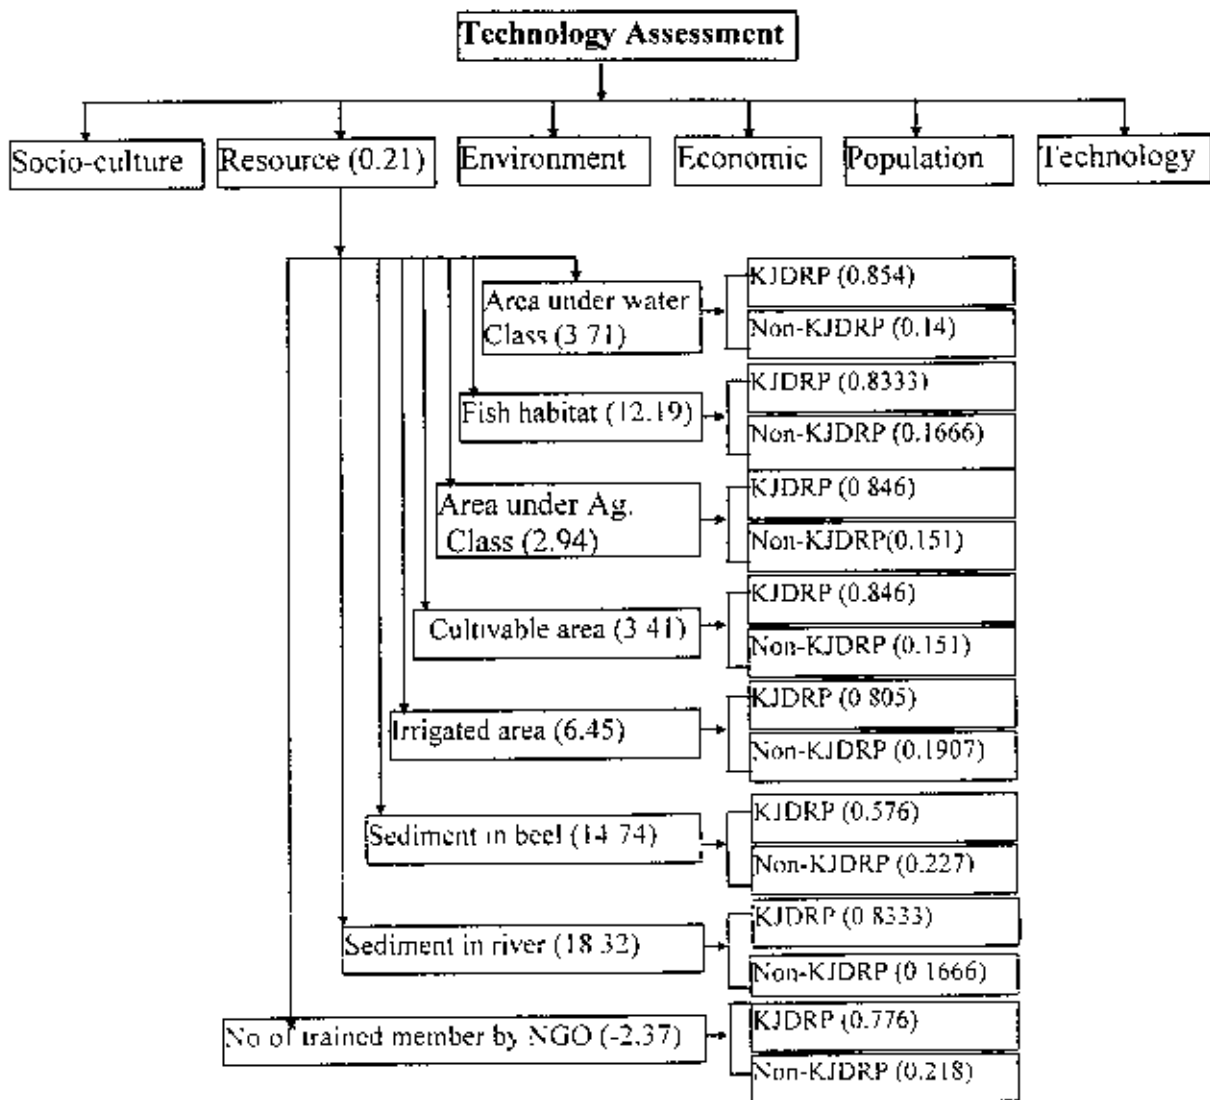 Technology Assessment
Socio-culture
Resource (0.21)
Environment
Economic
Population
Technology
Area under water
Class (3 71)
KJDRP (0.854)
Non-KJDRP (0.14)
Fish habitat (12.19)
KJDRP (0.8333)
Non-KJDRP (0.1666)
Area under Ag.
Class (2.94)
KJDRP (0 846)
Non-KJDRP(0.151)
Cultivable area (3 41)
KJDRP (0.846)
Non-KJDRP (0.151)
Irrigated area (6.45)
KJDRP (0 805)
Non-KJDRP (0.1907)
Sediment in beel (14 74)
KJDRP (0.576)
Non-KJDRP (0.227)
Sediment in river (18 32)
KJDRP (0 8333)
Non-KJDRP (0 1666)
No of trained member by NGO (-2.37)
KJDRP (0.776)
Non-KJDRP (0.218)